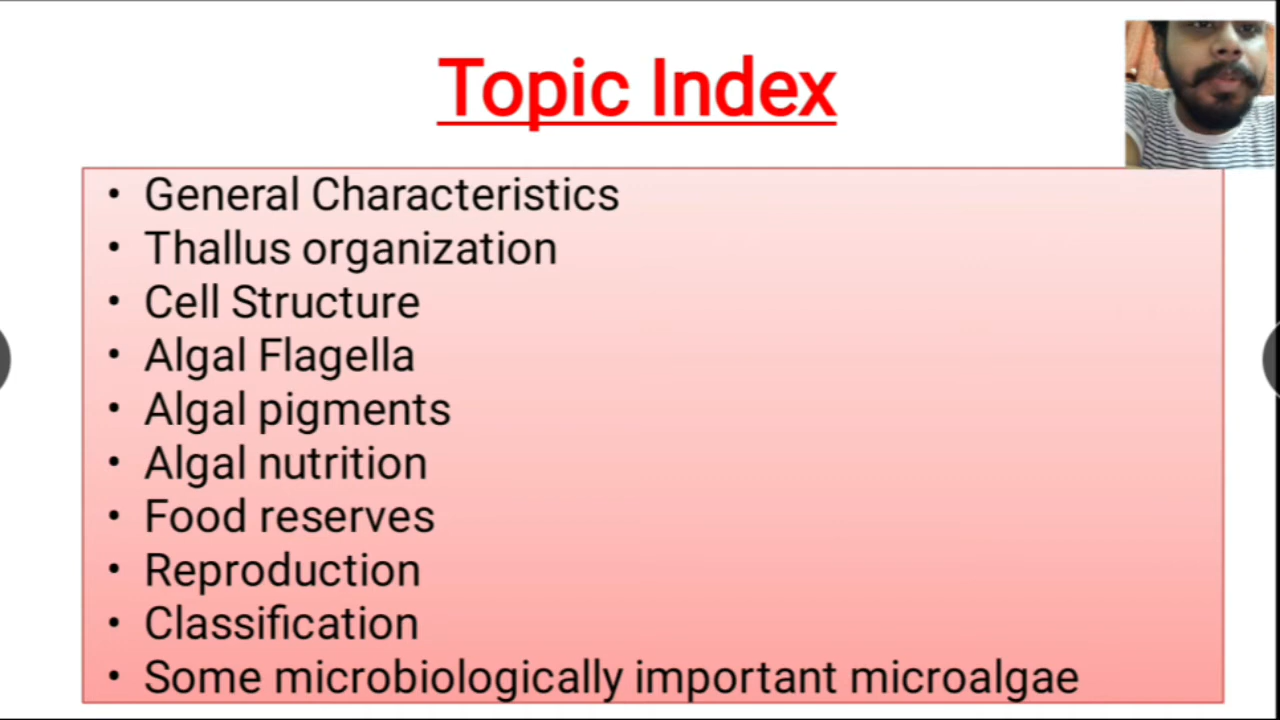 Topic Index
• General Characteristics
• Thallus organization
• Cell Structure
• Algal Flagella
• Algal pigments
• Algal nutrition
• Food reserves
• Reproduction
• Classification
• Some microbiologically important microalgae